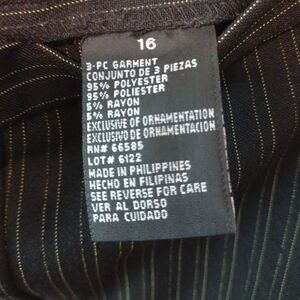 16
3-PC GARMENT
CONJUNTO DE 3 PIEZAS
95% POLYESTER
95% POLIESTER
5% RAYON
5% RAYON
EXCLUSIVE OF ORNAMENTATION
EXCLUSIVO DE ORNAMENTACION
RN# 66585
LOT# 6122
MADE IN PHILIPPINES
HECHO EN FILIPINAS
SEE REVERSE FOR CARE
VER AL DORSO
PARA CUIDADO